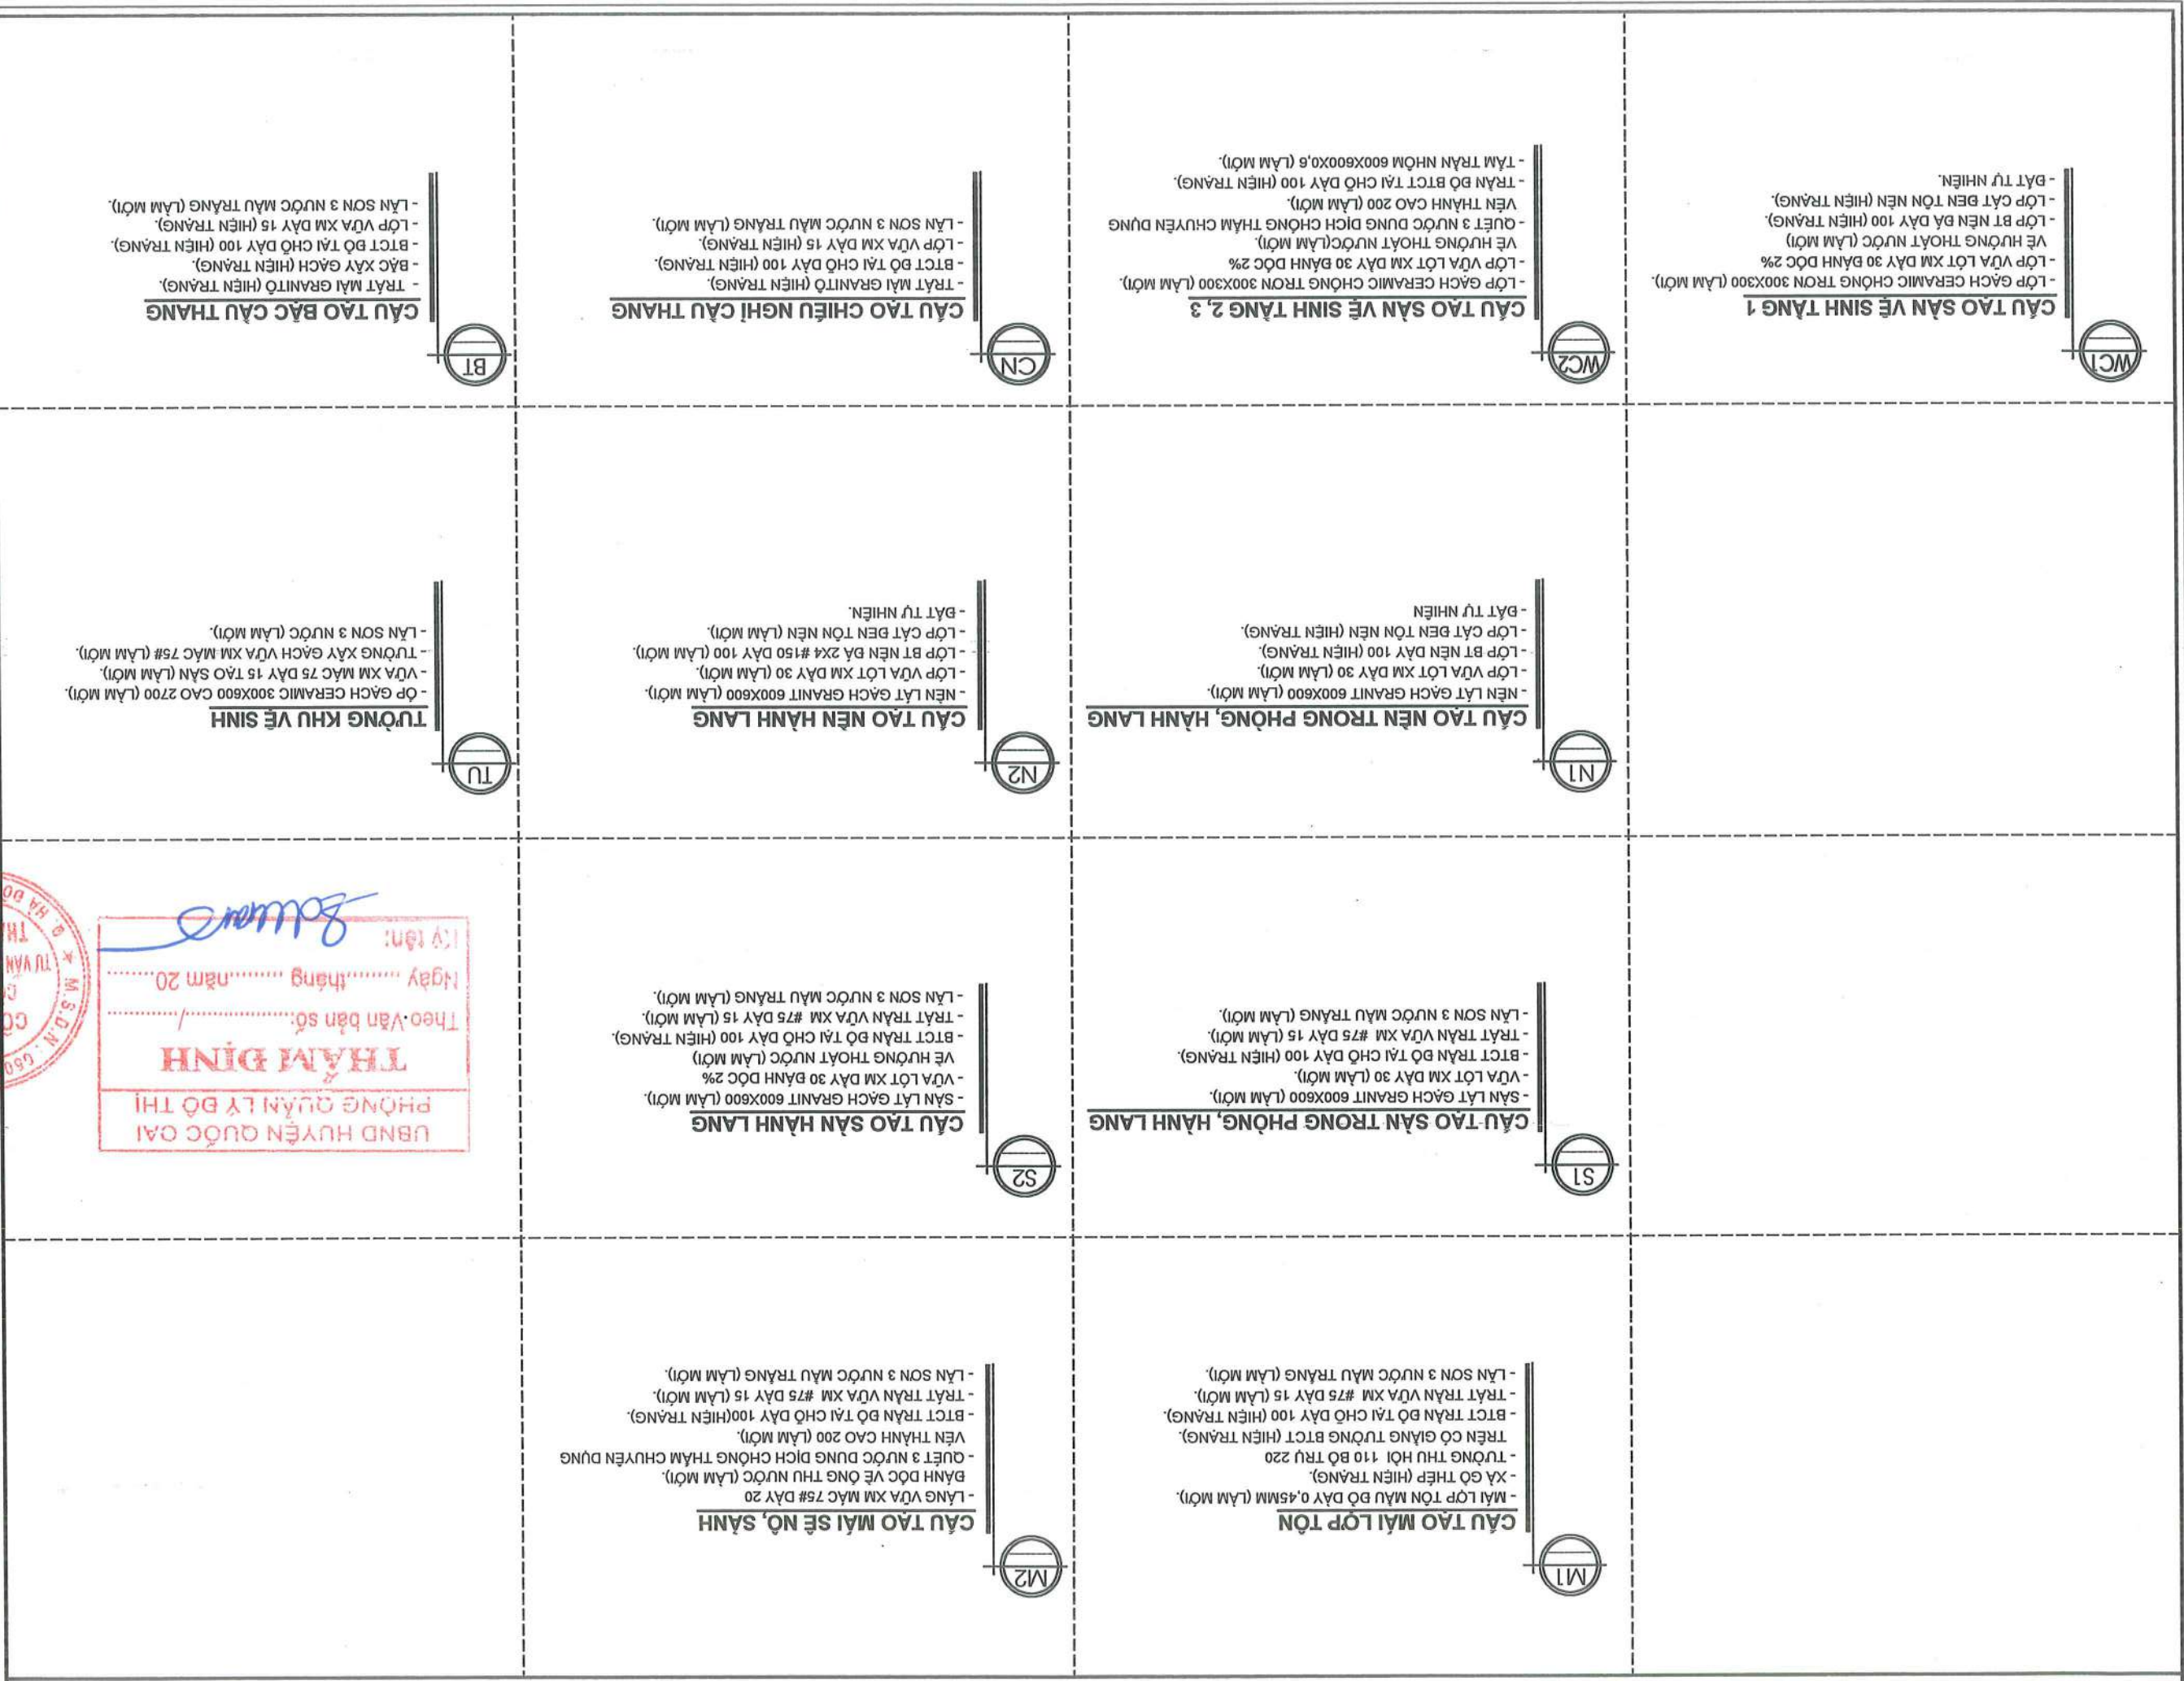 M1
CẤU TẠO MÁI LỢP TÔN
- MÁI LỢP TÔN MÀU ĐỎ DÀY 0,45MM (LÀM MỚI).
- XÀ GỒ THÉP (HIỆN TRẠNG).
- TƯỜNG THU HỒI 110 BỔ TRỤ 220
TRÊN CÓ GIẰNG TƯỜNG BTCT (HIỆN TRẠNG).
- BTCT TRẦN ĐỔ TẠI CHỖ DÀY 100 (HIỆN TRẠNG).
- TRÁT TRẦN VỮA XM #75 DÀY 15 (LÀM MỚI).
- LĂN SƠN 3 NƯỚC MÀU TRẮNG (LÀM MỚI).
M2
CẤU TẠO MÁI SÊ NÔ, SẢNH
- LÁNG VỮA XM MÁC 75# DÀY 20
ĐÁNH DỐC VỀ ỐNG THU NƯỚC (LÀM MỚI).
- QUÉT 3 NƯỚC DUNG DỊCH CHỐNG THẤM CHUYÊN DỤNG
VÉN THÀNH CAO 200 (LÀM MỚI).
- BTCT TRẦN ĐỔ TẠI CHỖ DÀY 100(HIỆN TRẠNG).
- TRÁT TRẦN VỮA XM #75 DÀY 15 (LÀM MỚI).
- LĂN SƠN 3 NƯỚC MÀU TRẮNG (LÀM MỚI).
S1
CẤU TẠO SÀN TRONG PHÒNG, HÀNH LANG
- SÀN LÁT GẠCH GRANIT 600X600 (LÀM MỚI).
- VỮA LÓT XM DÀY 30 (LÀM MỚI).
- BTCT TRẦN ĐỔ TẠI CHỖ DÀY 100 (HIỆN TRẠNG).
- TRÁT TRẦN VỮA XM #75 DÀY 15 (LÀM MỚI).
- LĂN SƠN 3 NƯỚC MÀU TRẮNG (LÀM MỚI).
S2
CẤU TẠO SÀN HÀNH LANG
- SÀN LÁT GẠCH GRANIT 600X600 (LÀM MỚI).
- VỮA LÓT XM DÀY 30 ĐÁNH DỐC 2%
VỀ HƯỚNG THOÁT NƯỚC (LÀM MỚI)
- BTCT TRẦN ĐỔ TẠI CHỖ DÀY 100 (HIỆN TRẠNG).
- TRÁT TRẦN VỮA XM #75 DÀY 15 (LÀM MỚI).
- LĂN SƠN 3 NƯỚC MÀU TRẮNG (LÀM MỚI).
UBND HUYỆN QUỐC OAI
PHÒNG QUẢN LÝ ĐÔ THỊ
THẨM ĐỊNH
Theo Văn bản số:.............../...............
Ngày ..........tháng ..........năm 20........
Ký tên:
M.S.D.N: 050
TƯ VẤN
N1
CẤU TẠO NỀN TRONG PHÒNG, HÀNH LANG
- NỀN LÁT GẠCH GRANIT 600X600 (LÀM MỚI).
- LỚP VỮA LÓT XM DÀY 30 (LÀM MỚI).
- LỚP BT NỀN DÀY 100 (HIỆN TRẠNG).
- LỚP CÁT ĐEN TÔN NỀN (HIỆN TRẠNG).
- ĐẤT TỰ NHIÊN
N2
CẤU TẠO NỀN HÀNH LANG
- NỀN LÁT GẠCH GRANIT 600X600 (LÀM MỚI).
- LỚP VỮA LÓT XM DÀY 30 (LÀM MỚI).
- LỚP BT NỀN ĐÁ 2X4 #150 DÀY 100 (LÀM MỚI).
- LỚP CÁT ĐEN TÔN NỀN (LÀM MỚI).
- ĐẤT TỰ NHIÊN.
TU
TƯỜNG KHU VỆ SINH
- ỐP GẠCH CERAMIC 300X600 CAO 2700 (LÀM MỚI).
- VỮA XM MÁC 75 DÀY 15 TẠO SẦN (LÀM MỚI).
- TƯỜNG XÂY GẠCH VỮA XM MÁC 75# (LÀM MỚI).
- LĂN SƠN 3 NƯỚC (LÀM MỚI).
WC1
CẤU TẠO SÀN VỆ SINH TẦNG 1
- LỚP GẠCH CERAMIC CHỐNG TRƠN 300X300 (LÀM MỚI).
- LỚP VỮA LÓT XM DÀY 30 ĐÁNH DỐC 2%
VỀ HƯỚNG THOÁT NƯỚC (LÀM MỚI)
- LỚP BT NỀN ĐÁ DÀY 100 (HIỆN TRẠNG).
- LỚP CÁT ĐEN TÔN NỀN (HIỆN TRẠNG).
- ĐẤT TỰ NHIÊN.
WC2
CẤU TẠO SÀN VỆ SINH TẦNG 2, 3
- LỚP GẠCH CERAMIC CHỐNG TRƠN 300X300 (LÀM MỚI).
- LỚP VỮA LÓT XM DÀY 30 ĐÁNH DỐC 2%
VỀ HƯỚNG THOÁT NƯỚC(LÀM MỚI).
- QUÉT 3 NƯỚC DUNG DỊCH CHỐNG THẤM CHUYÊN DỤNG
VÉN THÀNH CAO 200 (LÀM MỚI).
- TRẦN ĐỔ BTCT TẠI CHỖ DÀY 100 (HIỆN TRẠNG).
- TẤM TRẦN NHÔM 600X600X0,6 (LÀM MỚI).
CN
CẤU TẠO CHIẾU NGHỈ CẦU THANG
- TRÁT MÀI GRANITÔ (HIỆN TRẠNG).
- BTCT ĐỔ TẠI CHỖ DÀY 100 (HIỆN TRẠNG).
- LỚP VỮA XM DÀY 15 (HIỆN TRẠNG).
- LĂN SƠN 3 NƯỚC MÀU TRẮNG (LÀM MỚI).
BT
CẤU TẠO BẬC CẦU THANG
- TRÁT MÀI GRANITÔ (HIỆN TRẠNG).
- BẬC XÂY GẠCH (HIỆN TRẠNG).
- BTCT ĐỔ TẠI CHỖ DÀY 100 (HIỆN TRẠNG).
- LỚP VỮA XM DÀY 15 (HIỆN TRẠNG).
- LĂN SƠN 3 NƯỚC MÀU TRẮNG (LÀM MỚI).